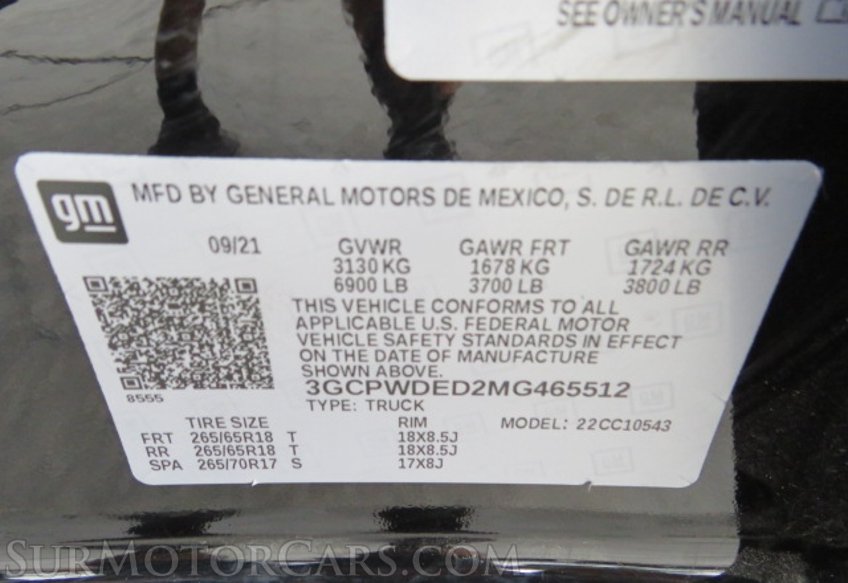 SEE OWNER'S MANUAL
gm
MFD BY GENERAL MOTORS DE MEXICO, S. DE R.L. DE C.V.
09/21 GVWR GAWR FRT GAWR RR
3130 KG 1678 KG 1724 KG
6900 LB 3700 LB 3800 LB
THIS VEHICLE CONFORMS TO ALL
APPLICABLE U.S. FEDERAL MOTOR
VEHICLE SAFETY STANDARDS IN EFFECT
ON THE DATE OF MANUFACTURE
SHOWN ABOVE.
8555 3GCPWDED2MG465512
TYPE: TRUCK
TIRE SIZE RIM MODEL: 22CC10543
FRT 265/65R18 T 18X8.5J
RR 265/65R18 T 18X8.5J
SPA 265/70R17 S 17X8J
SURMOTORCARS.COM